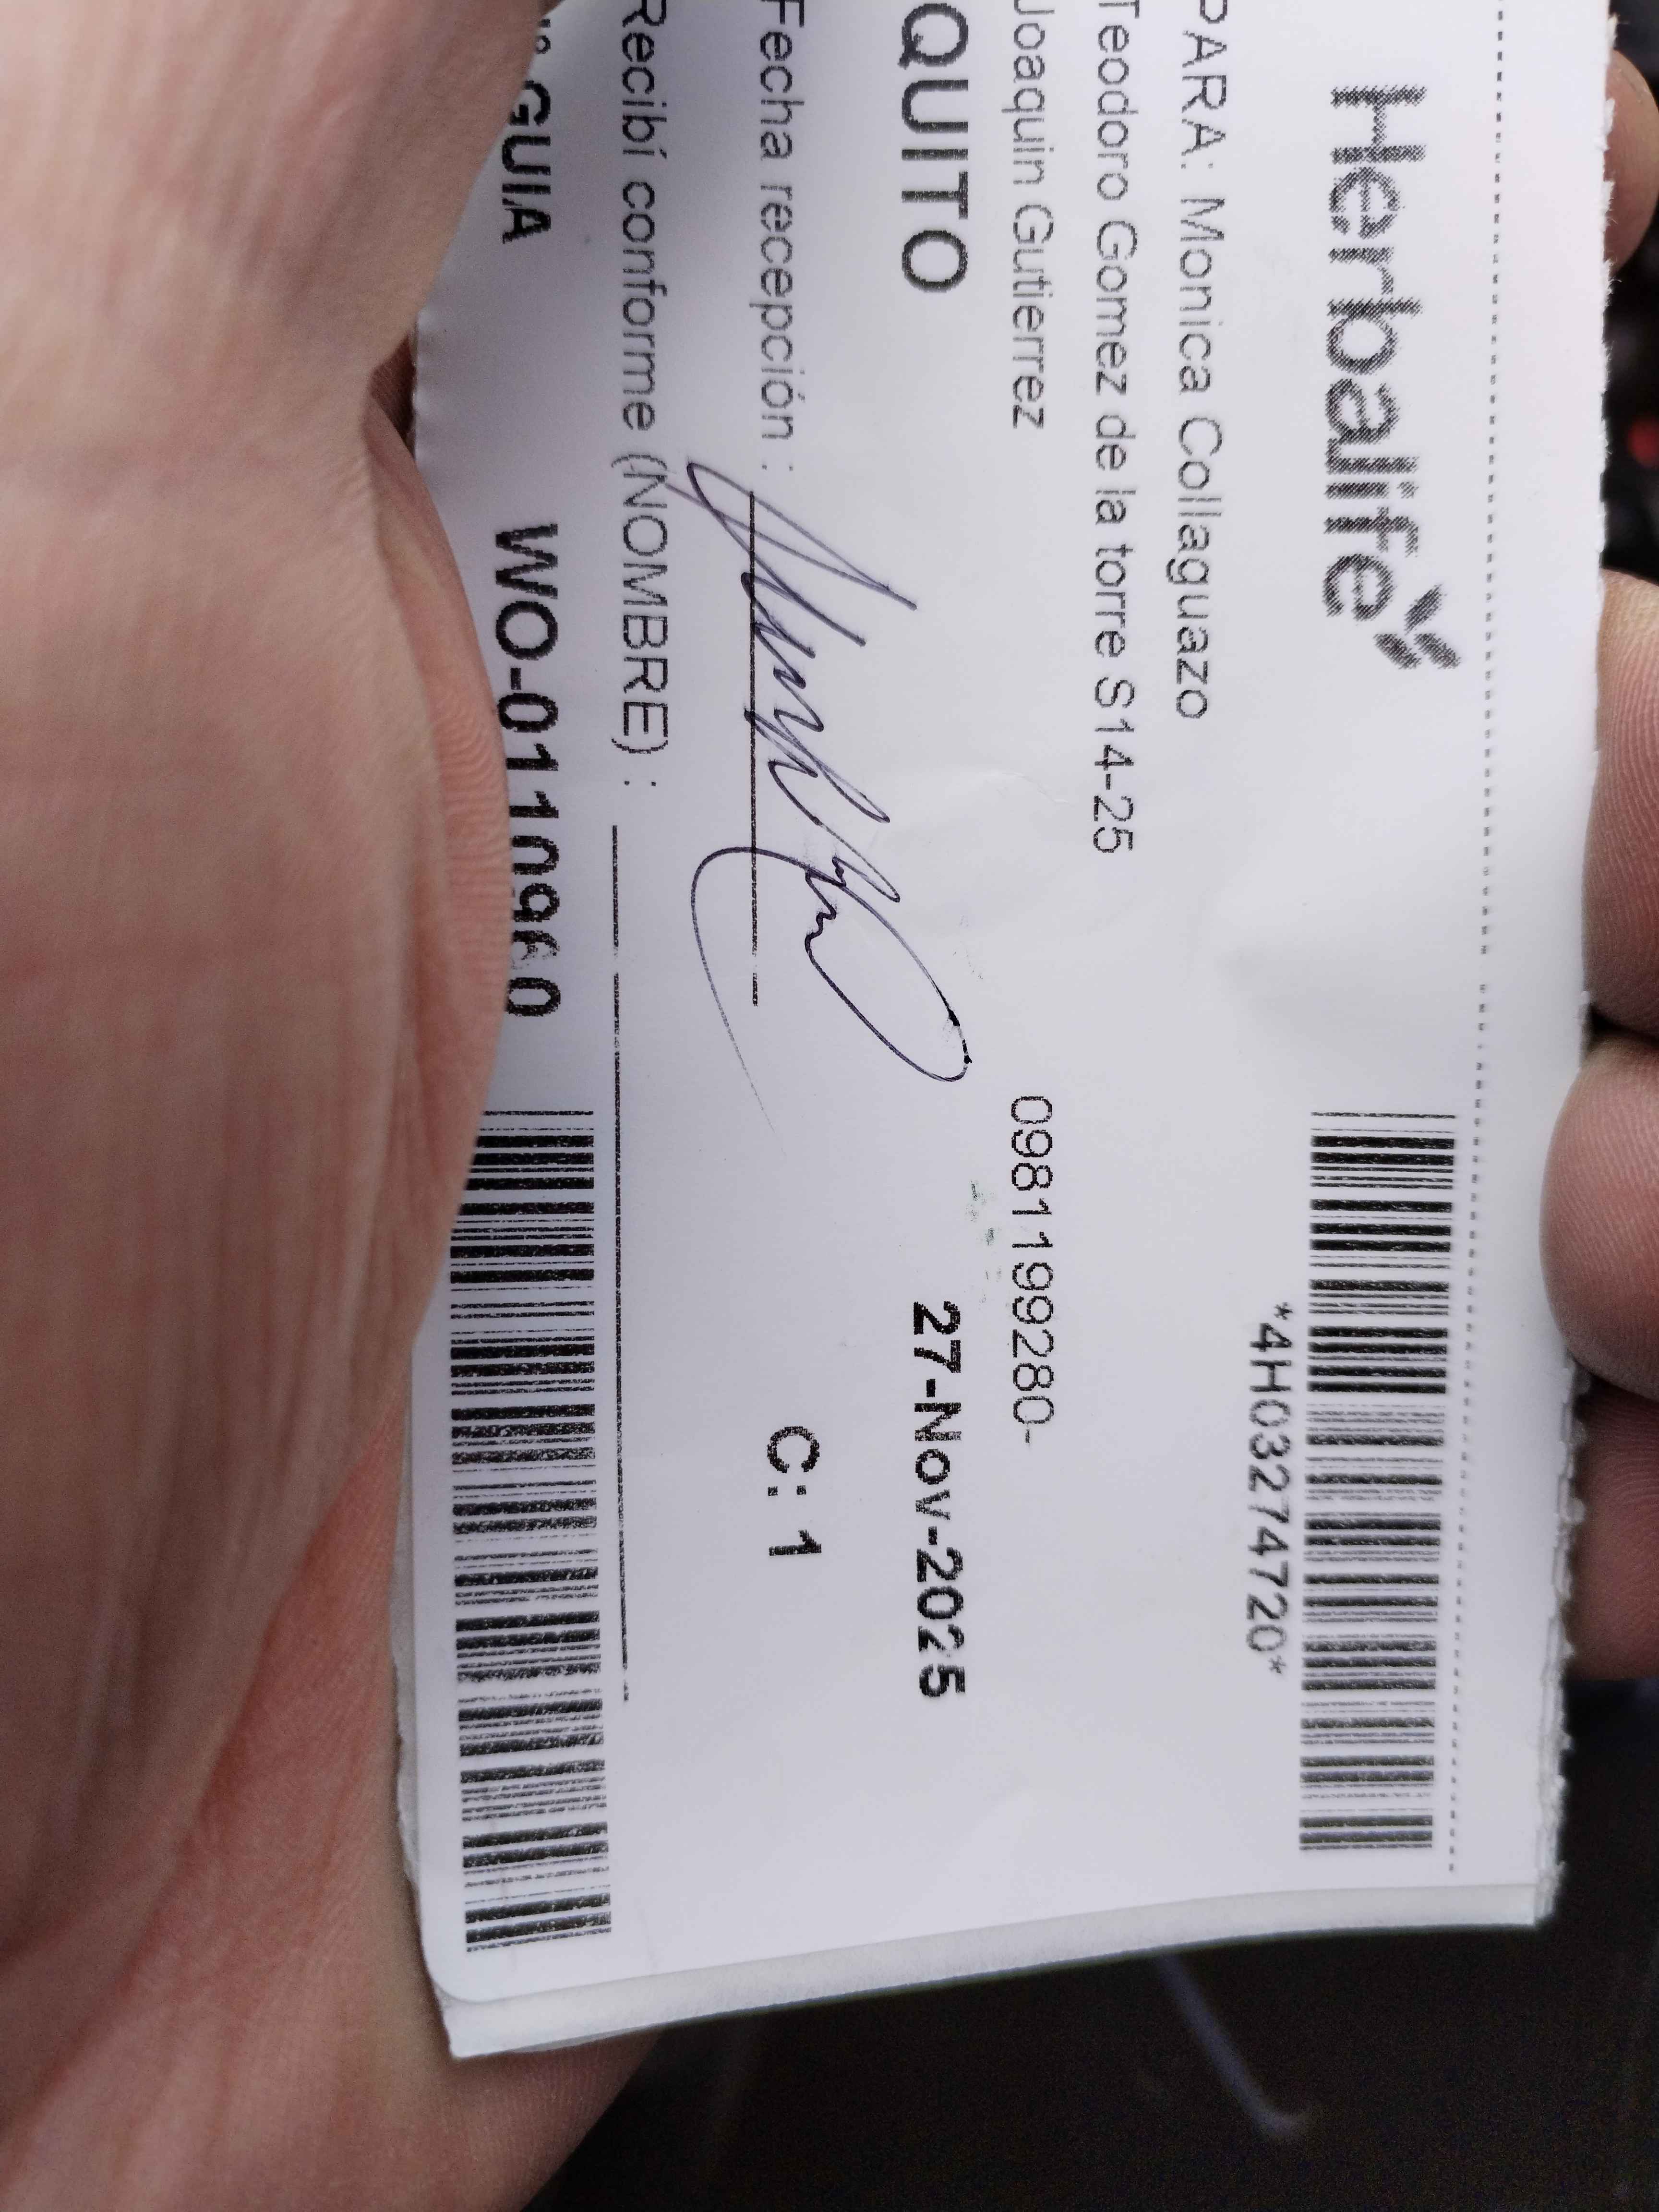 Herbalife
*4H03274720*
PARA: Monica Collaguazo
Teodoro Gomez de la torre S14-25
Joaquin Gutierrez
0981199280-
QUITO
27-Nov-2025
Fecha recepción :
C: 1
Recibí conforme (NOMBRE) :
GUIA